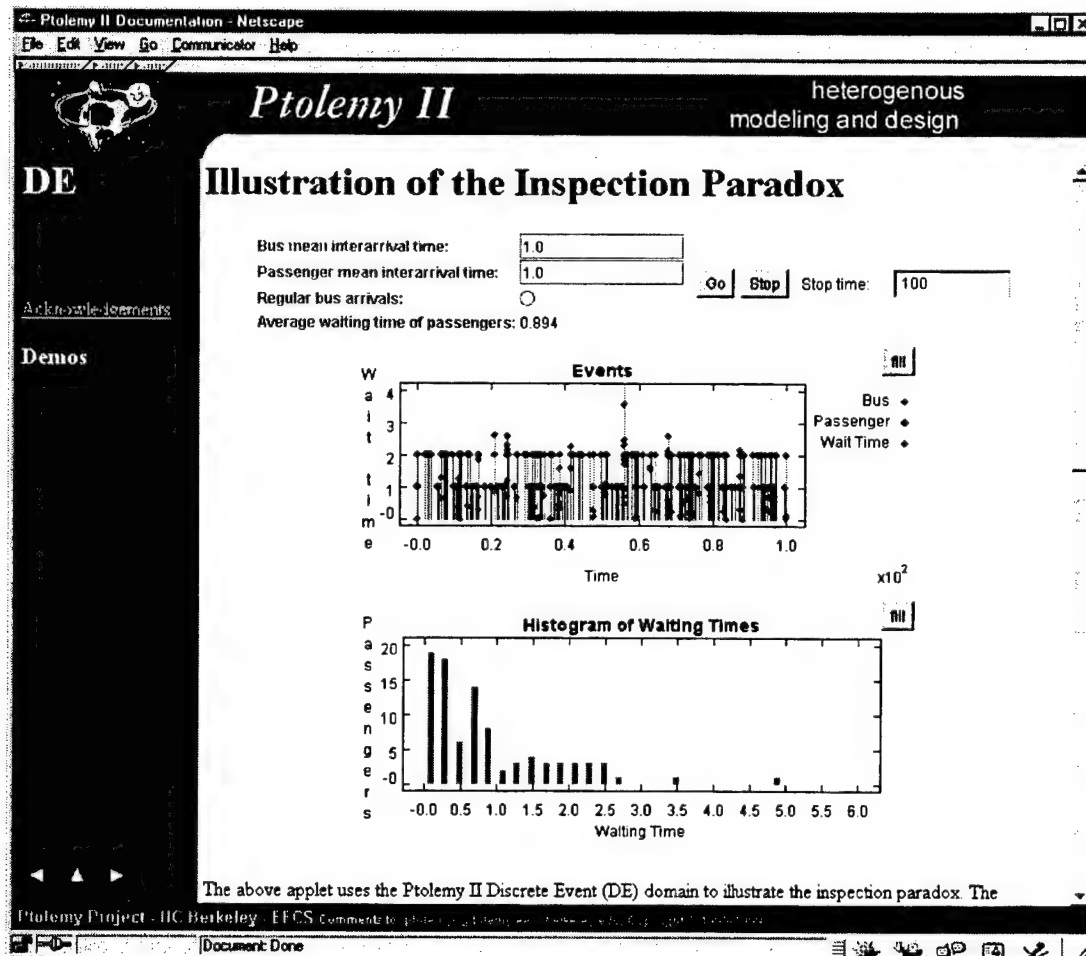 Ptolemy II Documentation - Netscape
File Edit View Go Communicator Help
Ptolemy II
heterogenous
modeling and design
DE
Illustration of the Inspection Paradox
Bus mean interarrival time: 1.0
Passenger mean interarrival time: 1.0
Go Stop Stop time: 100
Regular bus arrivals:
Acknowledgements
Average waiting time of passengers: 0.894
Demos
fill
Events
Wait time
4
3
2
1
-0
Bus
Passenger
Wait Time
-0.0 0.2 0.4 0.6 0.8 1.0
Time
x10^2
fill
Histogram of Waiting Times
Passengers
20
15
10
5
-0
-0.0 0.5 1.0 1.5 2.0 2.5 3.0 3.5 4.0 4.5 5.0 5.5 6.0
Waiting Time
The above applet uses the Ptolemy II Discrete Event (DE) domain to illustrate the inspection paradox. The
Ptolemy Project - UC Berkeley - EECS Comments to:
Document: Done